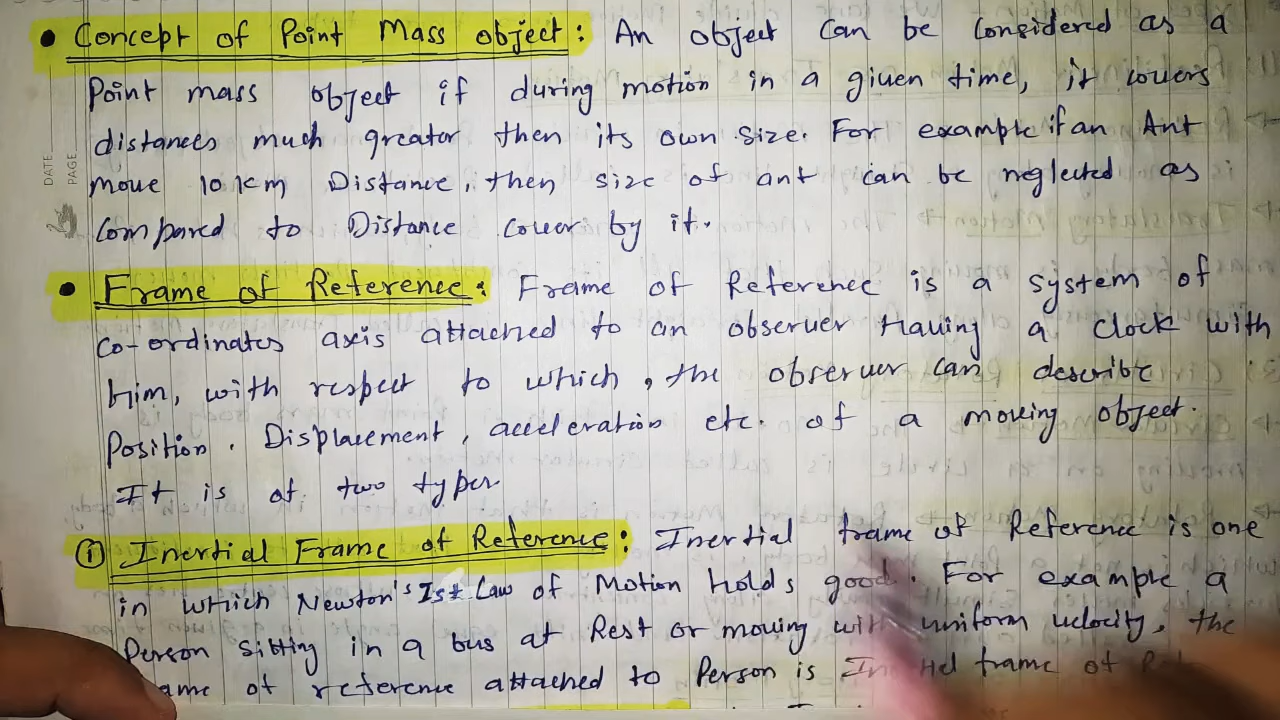 • Concept of Point Mass object: An object can be considered as a
Point mass object if during motion in a given time, it covers
distances much greator then its own size. For example if an Ant
move 10 km Distance, then size of ant can be neglected as
compared to Distance cover by it.
• Frame of Reference: Frame of Reference is a system of
co-ordinates axis attached to an observer Having a clock with
him, with respect to which, the observer can describe
Position, Displacement, acceleration etc. of a moving object.
It is of two types
① Inertial Frame of Reference: Inertial frame of Reference is one
in which Newton's Ist Law of Motion holds good. For example a
Person sitting in a bus at Rest or moving with uniform velocity, the
frame of reference attached to Person is Inertial frame of
DATE
PAGE